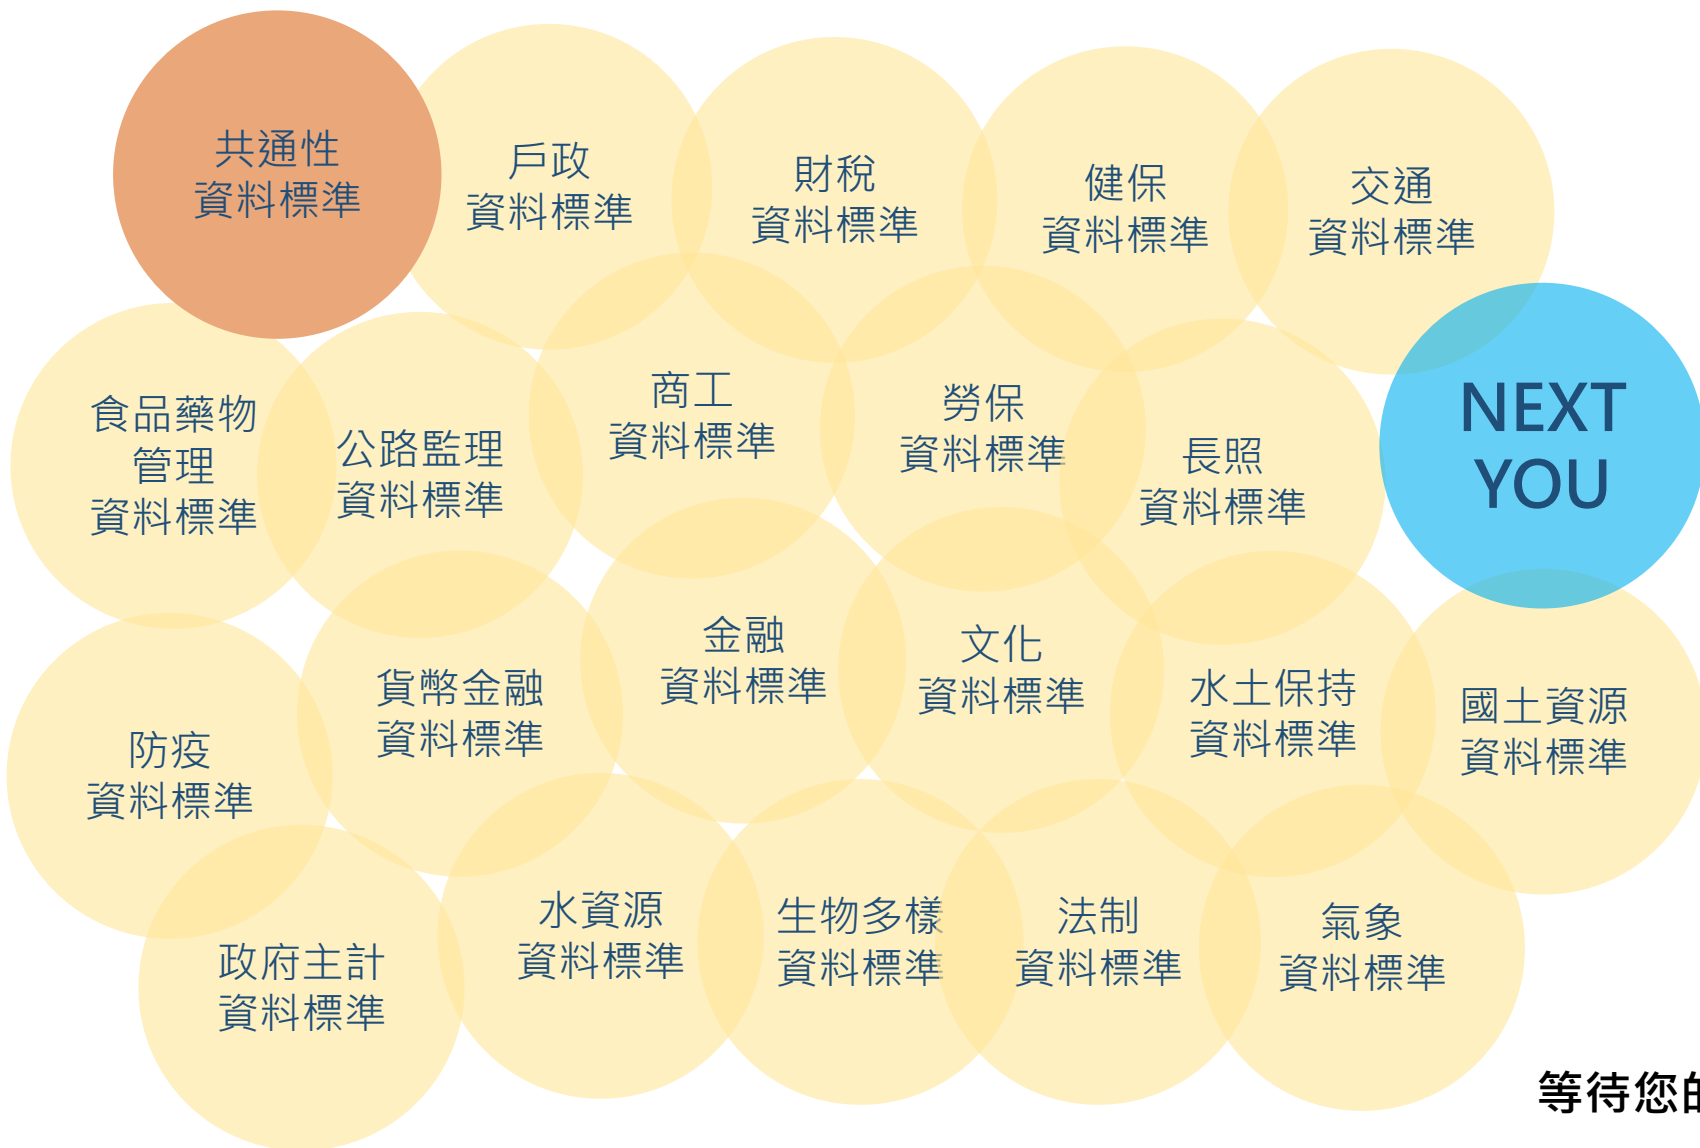 共通性
資料標準
戶政
資料標準
財稅
資料標準
健保
資料標準
交通
資料標準
食品藥物
管理
資料標準
公路監理
資料標準
商工
資料標準
勞保
資料標準
長照
資料標準
NEXT
YOU
防疫
資料標準
貨幣金融
資料標準
金融
資料標準
文化
資料標準
水土保持
資料標準
國土資源
資料標準
政府主計
資料標準
水資源
資料標準
生物多樣
資料標準
法制
資料標準
氣象
資料標準
等待您的